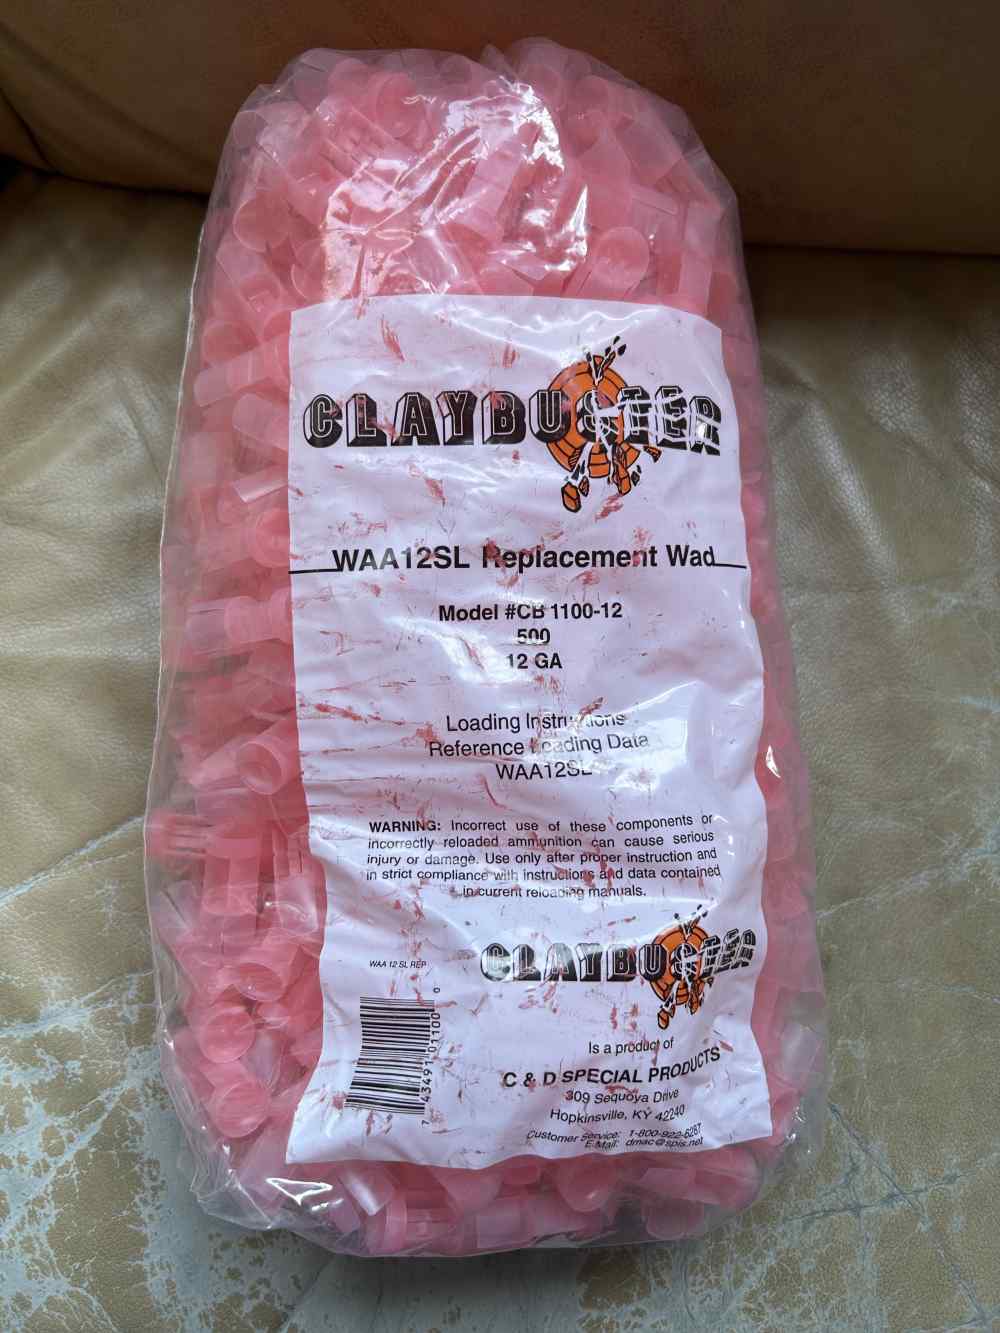 CLAYBUSTER
WAA12SL Replacement Wad
Model #CB 1100-12
500
12 GA
Loading Instructions
Reference Loading Data
WAA12SL
WARNING: Incorrect use of these components or
incorrectly reloaded ammunition can cause serious
injury or damage. Use only after proper instruction and
in strict compliance with instructions and data contained
in current reloading manuals.
WAA 12 SL REP
7 43491 01100 0
CLAYBUSTER
Is a product of
C & D SPECIAL PRODUCTS
309 Sequoya Drive
Hopkinsville, KY 42240
Customer Service: 1-800-922-6287
E-Mail: dmac@spis.net